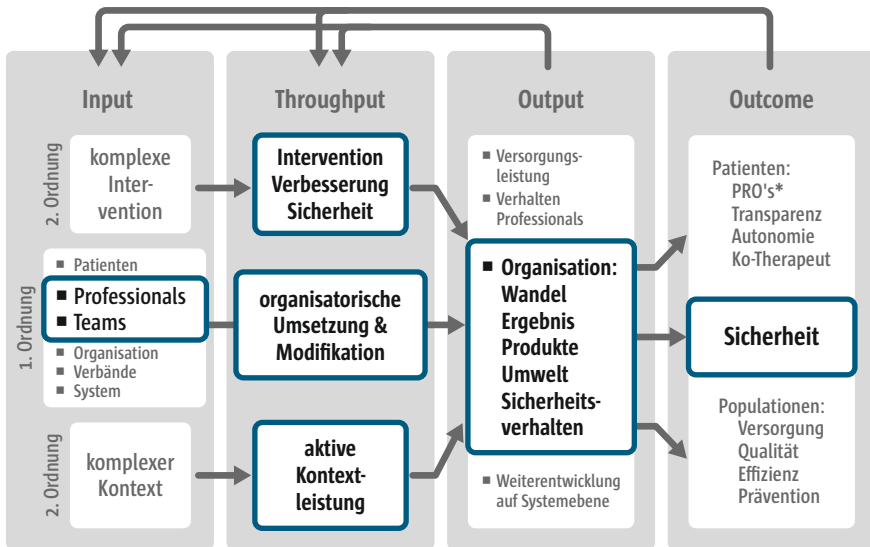 Input
2. Ordnung
komplexe
Inter-
vention
1. Ordnung
■ Patienten
■ Professionals
■ Teams
■ Organisation
■ Verbände
■ System
2. Ordnung
komplexer
Kontext
Throughput
Intervention
Verbesserung
Sicherheit
organisatorische
Umsetzung &
Modifikation
aktive
Kontext-
leistung
Output
■ Versorgungs-
leistung
■ Verhalten
Professionals
■ Organisation:
Wandel
Ergebnis
Produkte
Umwelt
Sicherheits-
verhalten
■ Weiterentwicklung
auf Systemebene
Outcome
Patienten:
PRO's*
Transparenz
Autonomie
Ko-Therapeut
Sicherheit
Populationen:
Versorgung
Qualität
Effizienz
Prävention